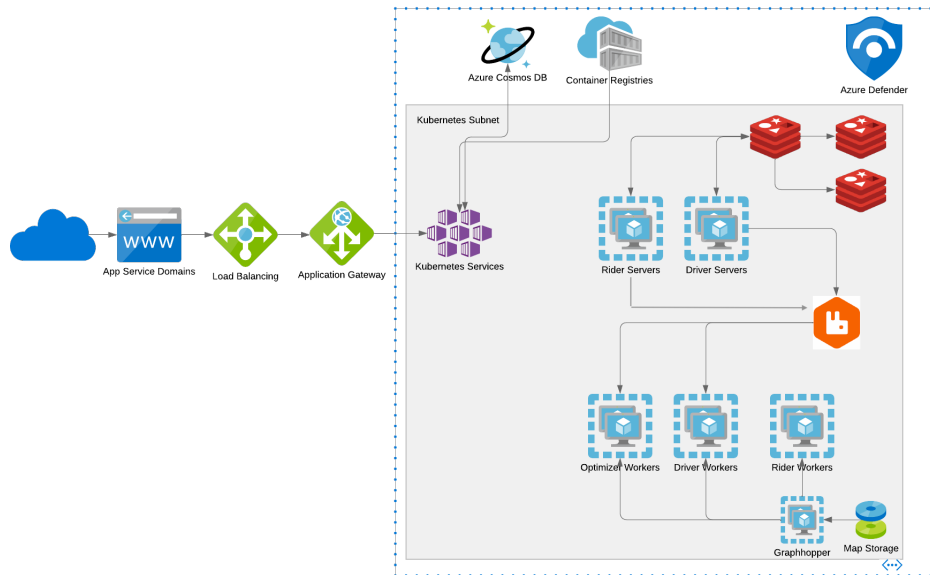 Azure Cosmos DB
Container Registries
Azure Defender
Kubernetes Subnet
WWW
App Service Domains
Load Balancing
Application Gateway
Kubernetes Services
Rider Servers
Driver Servers
Optimizer Workers
Driver Workers
Rider Workers
Graphhopper
Map Storage